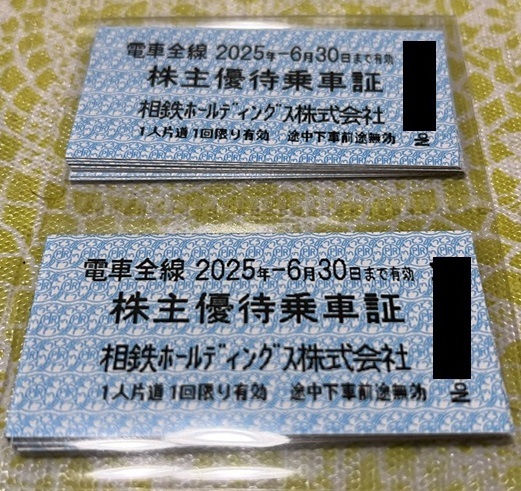 電車全線 2025年-6月30日まで有効
株主優待乗車証
相鉄ホールディングス株式会社
1人片道1回限り有効 途中下車前途無効
№
電車全線 2025年-6月30日まで有効
株主優待乗車証
相鉄ホールディングス株式会社
1人片道1回限り有効 途中下車前途無効
№